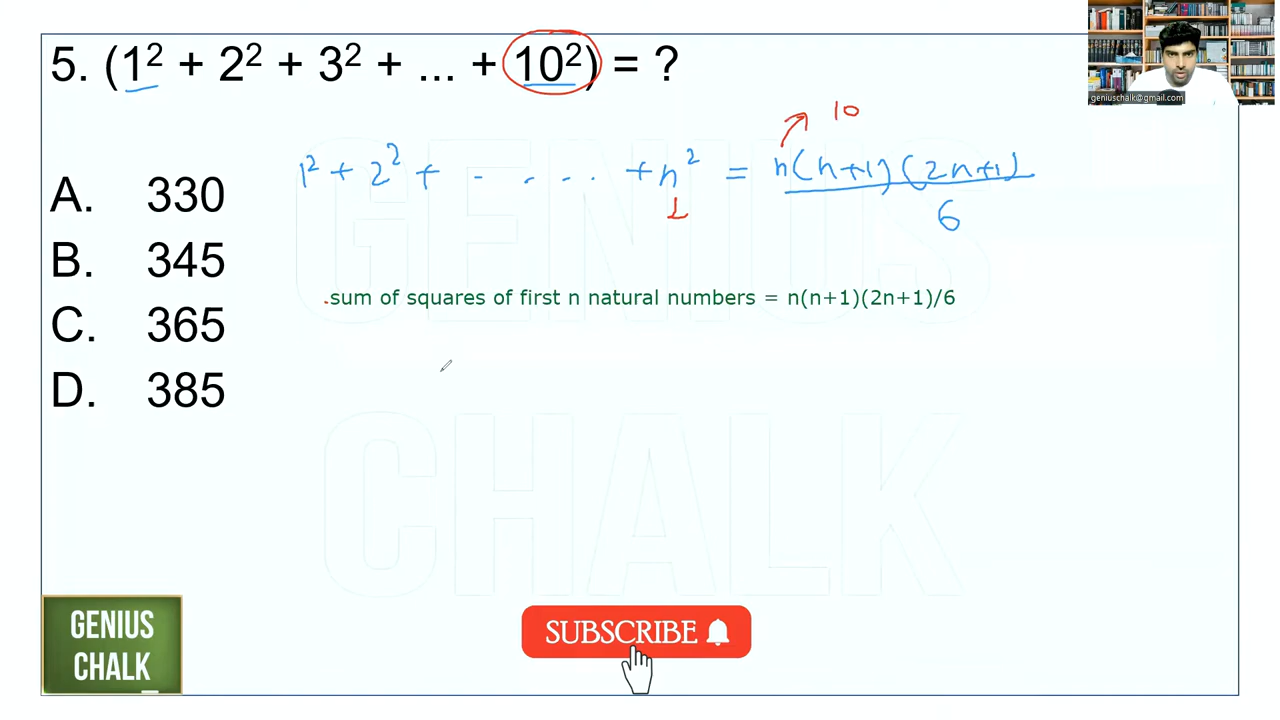 5. (1² + 2² + 3² + ... + 10²) = ?
geniuschalk@gmail.com
10
1² + 2² + - . . . . + n² = n(n+1)(2n+1)
6
A. 330
B. 345
C. 365
D. 385
.sum of squares of first n natural numbers = n(n+1)(2n+1)/6
GENIUS
CHALK
GENIUS
CHALK
SUBSCRIBE